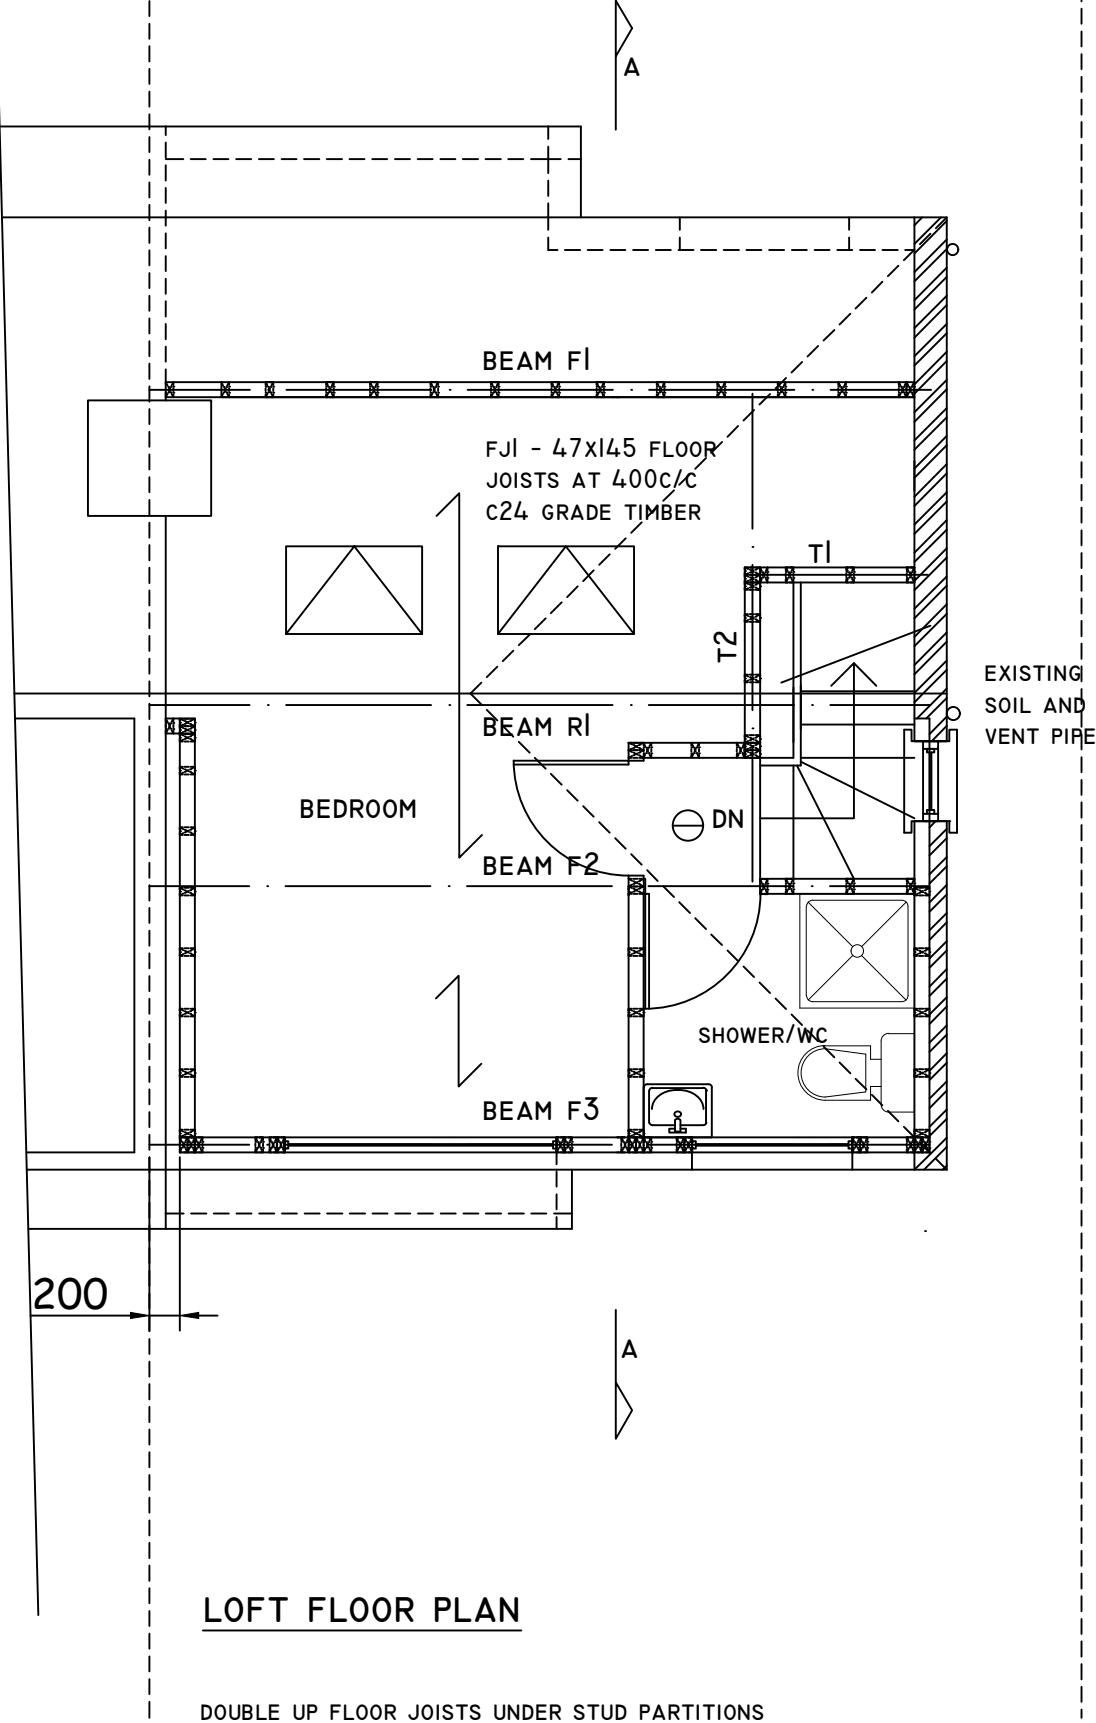 A
BEAM F1
FJ1 - 47X145 FLOOR
JOISTS AT 400C/C
C24 GRADE TIMBER
T1
T2
EXISTING
SOIL AND
VENT PIPE
BEAM R1
BEDROOM
DN
BEAM F2
SHOWER/WC
BEAM F3
200
A
LOFT FLOOR PLAN
DOUBLE UP FLOOR JOISTS UNDER STUD PARTITIONS